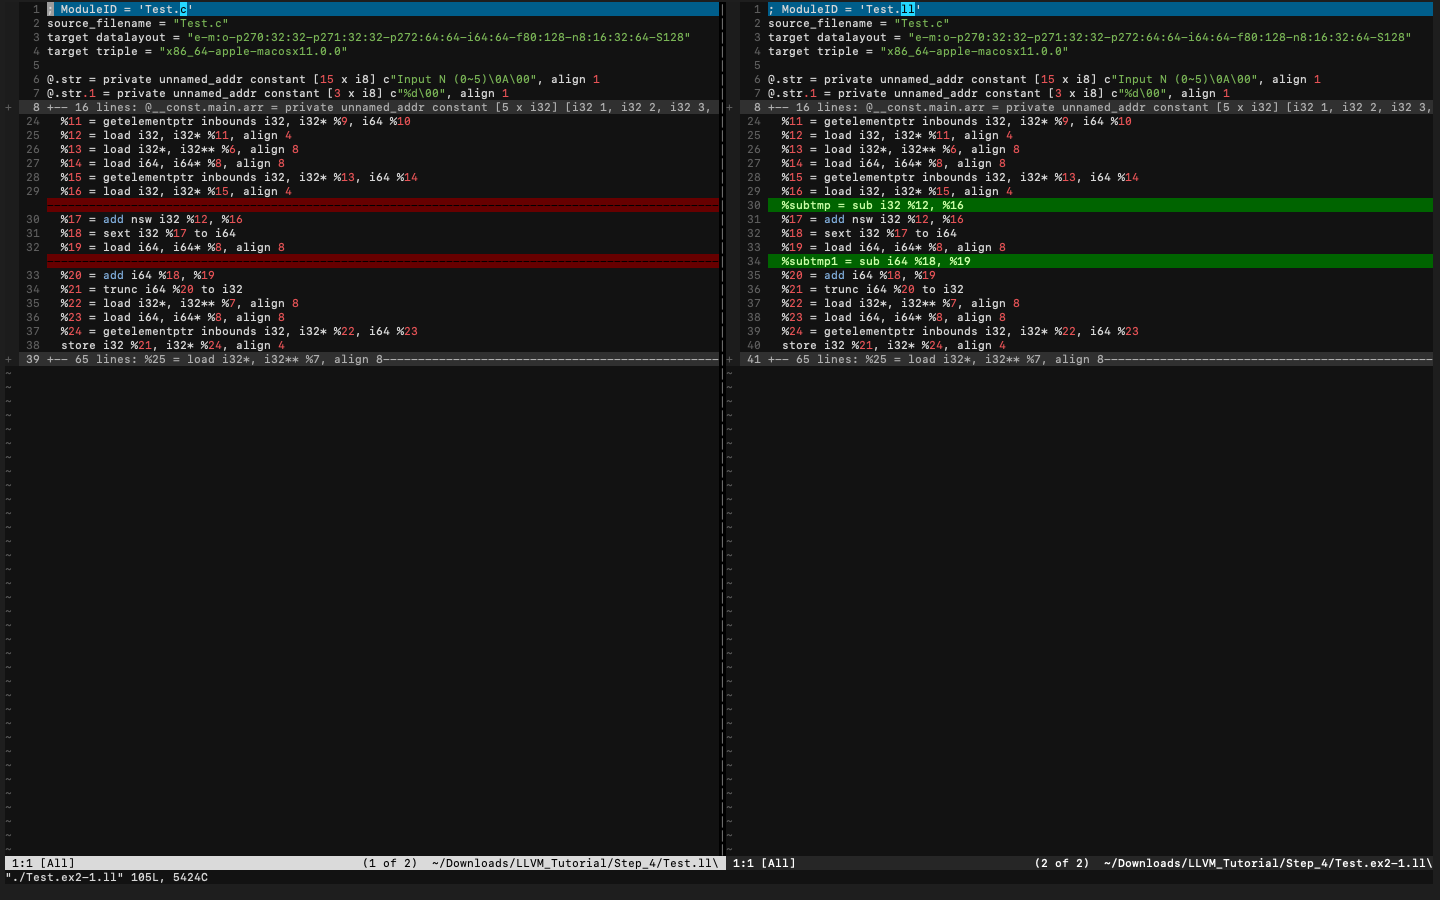 1 ; ModuleID = 'Test.c'
2 source_filename = "Test.c"
3 target datalayout = "e-m:o-p270:32:32-p271:32:32-p272:64:64-i64:64-f80:128-n8:16:32:64-S128"
4 target triple = "x86_64-apple-macosx11.0.0"
5
6 @.str = private unnamed_addr constant [15 x i8] c"Input N (0~5)\0A\00", align 1
7 @.str.1 = private unnamed_addr constant [3 x i8] c"%d\00", align 1
+ 8 +-- 16 lines: @__const.main.arr = private unnamed_addr constant [5 x i32] [i32 1, i32 2, i32 3,
24 %11 = getelementptr inbounds i32, i32* %9, i64 %10
25 %12 = load i32, i32* %11, align 4
26 %13 = load i32*, i32** %6, align 8
27 %14 = load i64, i64* %8, align 8
28 %15 = getelementptr inbounds i32, i32* %13, i64 %14
29 %16 = load i32, i32* %15, align 4
30 %17 = add nsw i32 %12, %16
31 %18 = sext i32 %17 to i64
32 %19 = load i64, i64* %8, align 8
33 %20 = add i64 %18, %19
34 %21 = trunc i64 %20 to i32
35 %22 = load i32*, i32** %7, align 8
36 %23 = load i64, i64* %8, align 8
37 %24 = getelementptr inbounds i32, i32* %22, i64 %23
38 store i32 %21, i32* %24, align 4
+ 39 +-- 65 lines: %25 = load i32*, i32** %7, align 8------------------------------------------------
1:1 [All] (1 of 2) ~/Downloads/LLVM_Tutorial/Step_4/Test.ll\
1 ; ModuleID = 'Test.ll'
2 source_filename = "Test.c"
3 target datalayout = "e-m:o-p270:32:32-p271:32:32-p272:64:64-i64:64-f80:128-n8:16:32:64-S128"
4 target triple = "x86_64-apple-macosx11.0.0"
5
6 @.str = private unnamed_addr constant [15 x i8] c"Input N (0~5)\0A\00", align 1
7 @.str.1 = private unnamed_addr constant [3 x i8] c"%d\00", align 1
+ 8 +-- 16 lines: @__const.main.arr = private unnamed_addr constant [5 x i32] [i32 1, i32 2, i32 3,
24 %11 = getelementptr inbounds i32, i32* %9, i64 %10
25 %12 = load i32, i32* %11, align 4
26 %13 = load i32*, i32** %6, align 8
27 %14 = load i64, i64* %8, align 8
28 %15 = getelementptr inbounds i32, i32* %13, i64 %14
29 %16 = load i32, i32* %15, align 4
30 %subtmp = sub i32 %12, %16
31 %17 = add nsw i32 %12, %16
32 %18 = sext i32 %17 to i64
33 %19 = load i64, i64* %8, align 8
34 %subtmp1 = sub i64 %18, %19
35 %20 = add i64 %18, %19
36 %21 = trunc i64 %20 to i32
37 %22 = load i32*, i32** %7, align 8
38 %23 = load i64, i64* %8, align 8
39 %24 = getelementptr inbounds i32, i32* %22, i64 %23
40 store i32 %21, i32* %24, align 4
+ 41 +-- 65 lines: %25 = load i32*, i32** %7, align 8-----------------------------------------------
1:1 [All] (2 of 2) ~/Downloads/LLVM_Tutorial/Step_4/Test.ex2-1.ll\
"./Test.ex2-1.ll" 105L, 5424C